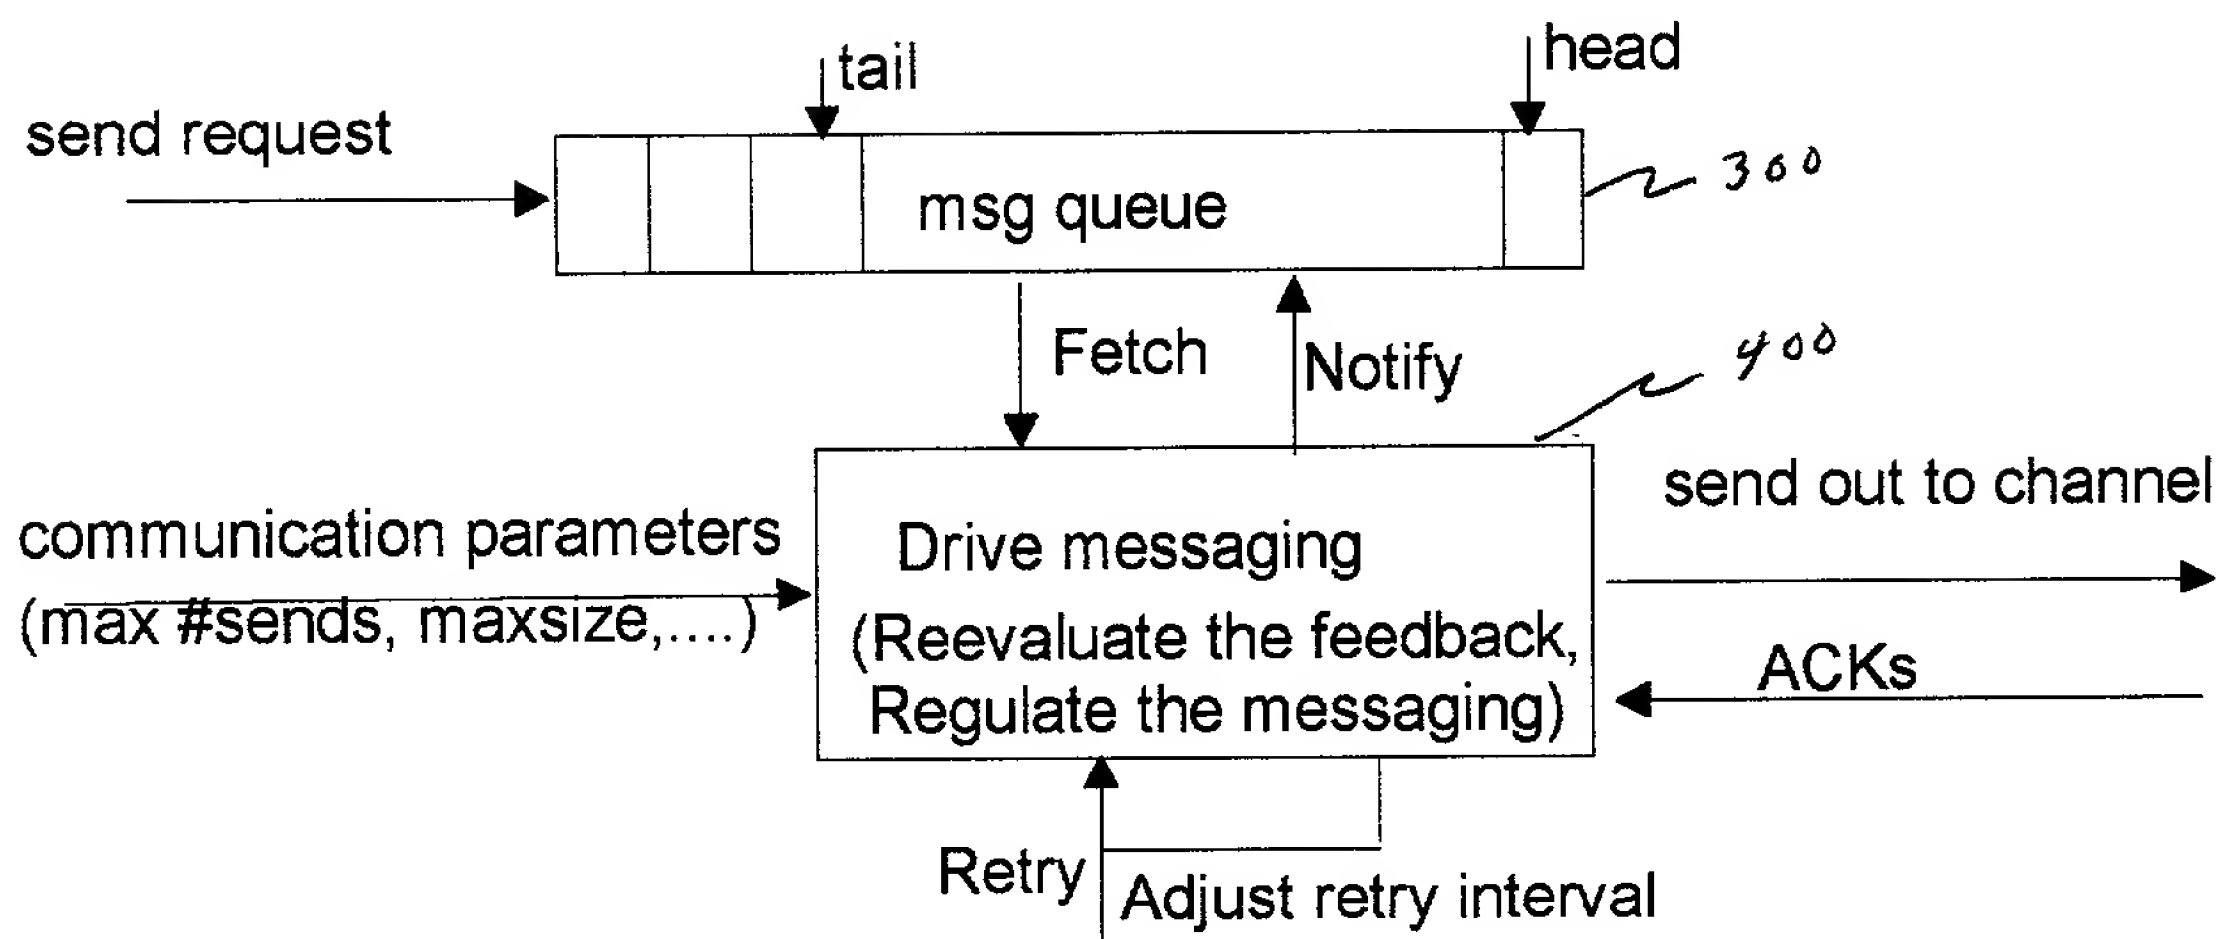 tail
head
send request
msg queue
300
Fetch
Notify
400
send out to channel
communication parameters
(max #sends, maxsize,....)
Drive messaging
(Reevaluate the feedback,
Regulate the messaging)
ACKs
Retry
Adjust retry interval